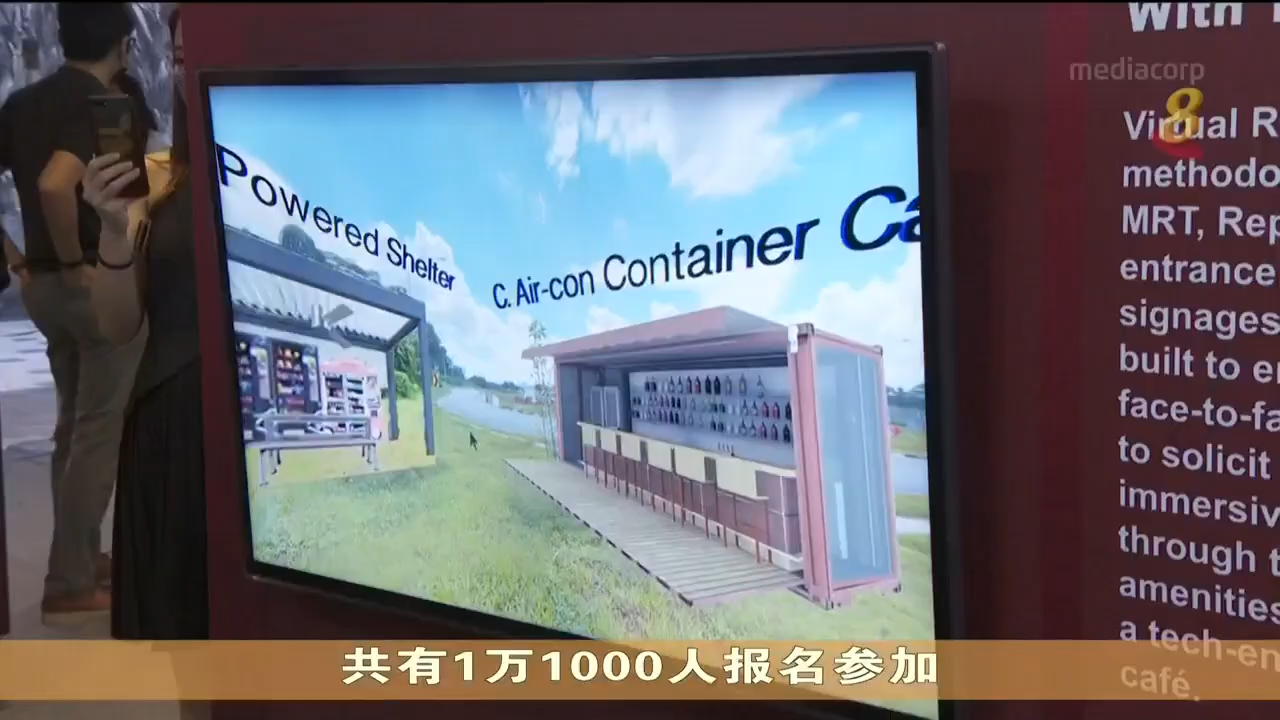 With
mediacorp
8
Powered Shelter
C. Air-con Container
Virtual
methodo
MRT, Rep
entrance
signages
built to
face-to-fa
to solicit
immersiv
through
amenities
a tech-en
café.
共有1万1000人报名参加